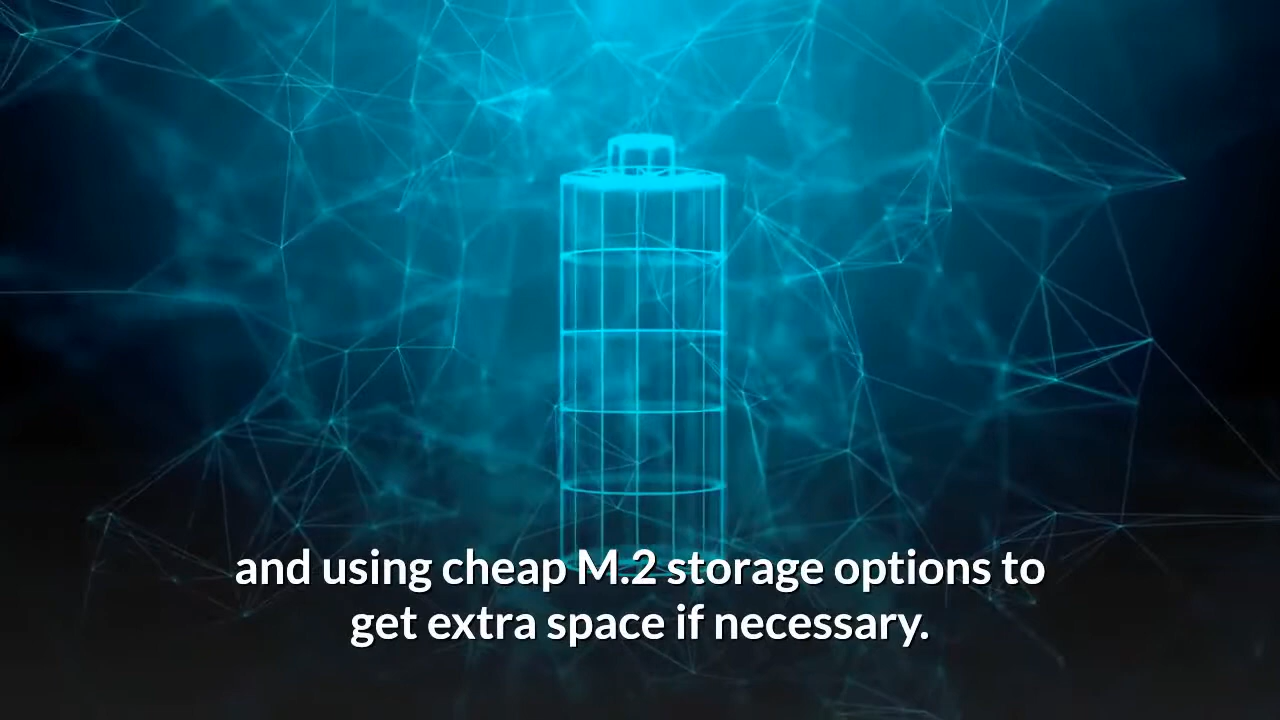 and using cheap M.2 storage options to
get extra space if necessary.